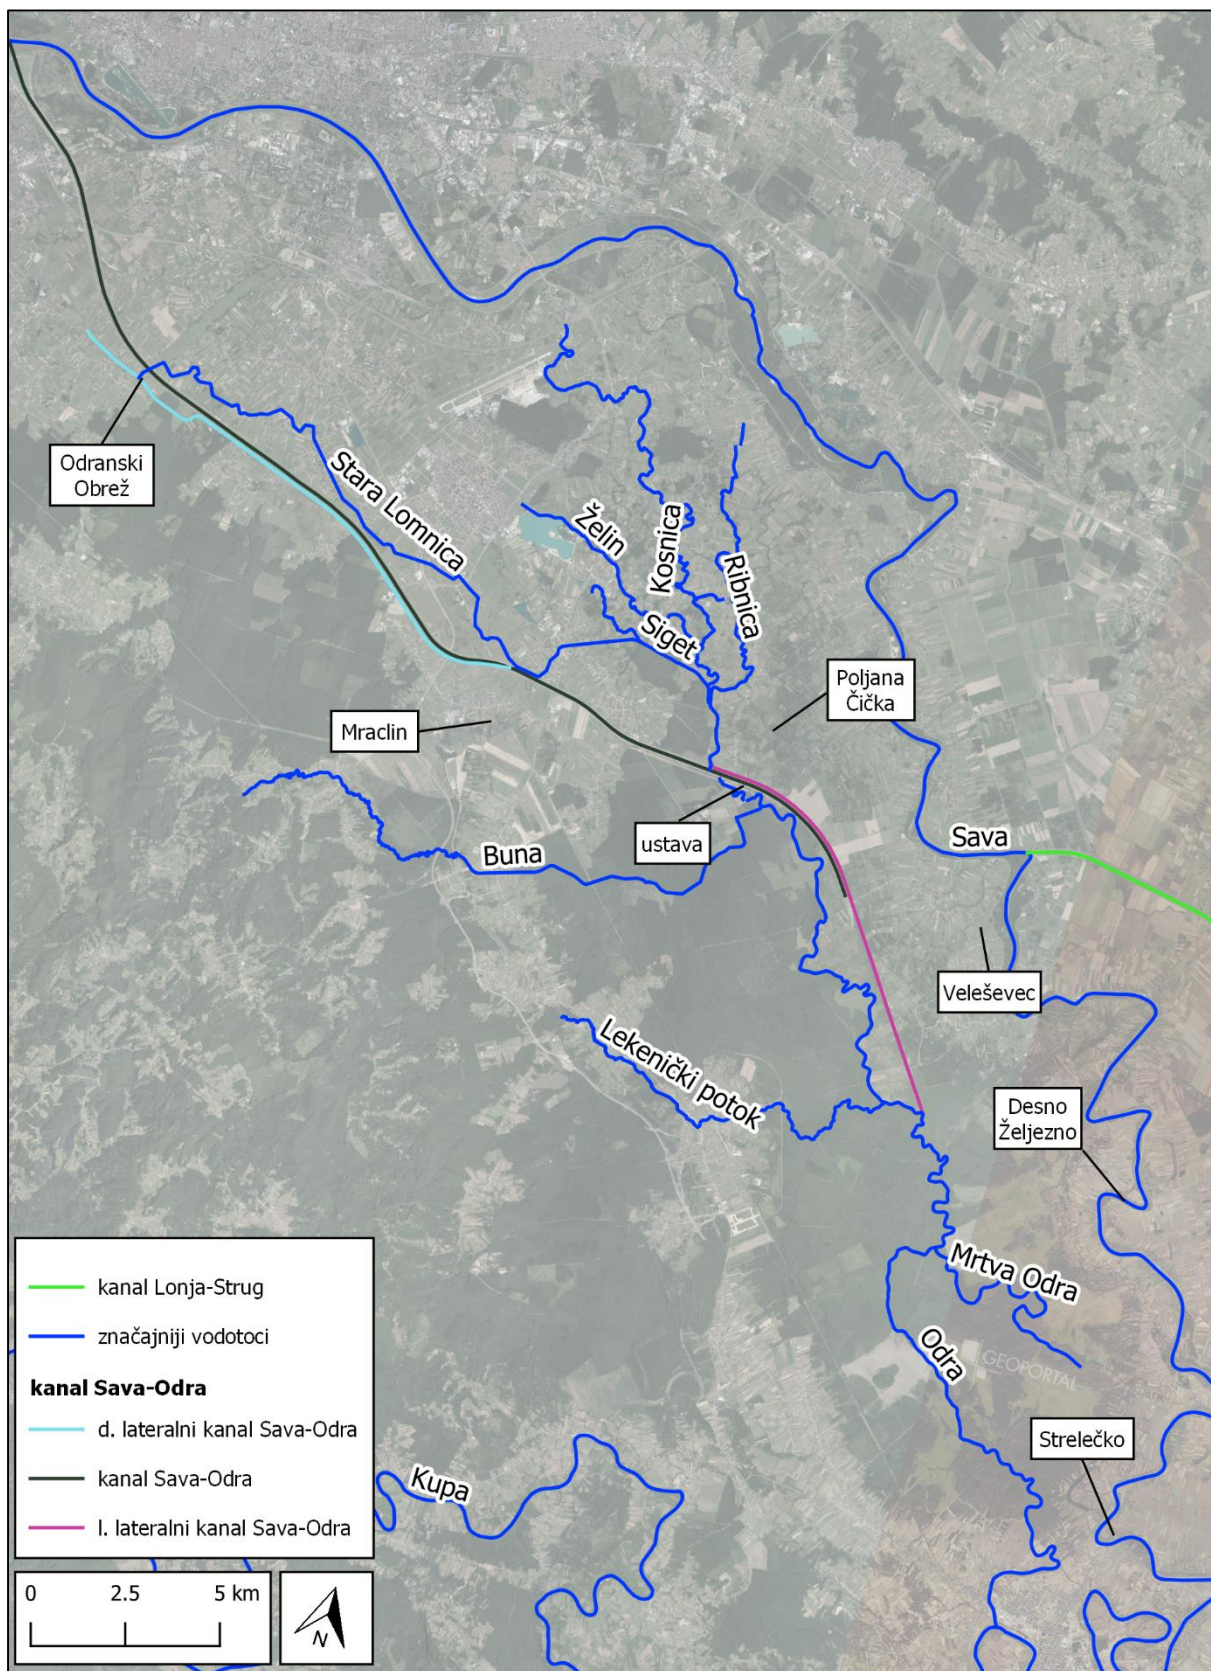 Odranski
Obrež
Stara Lomnica
Želin
Kosnica
Ribnica
Siget
Poljana
Čička
Mraclin
ustava
Buna
Sava
Veleševec
Lekenički potok
Desno
Željezno
Mrtva Odra
Odra
GEOPORTAL
Strelečko
Kupa
kanal Lonja-Strug
značajniji vodotoci
kanal Sava-Odra
d. lateralni kanal Sava-Odra
kanal Sava-Odra
l. lateralni kanal Sava-Odra
0 2.5 5 km
N